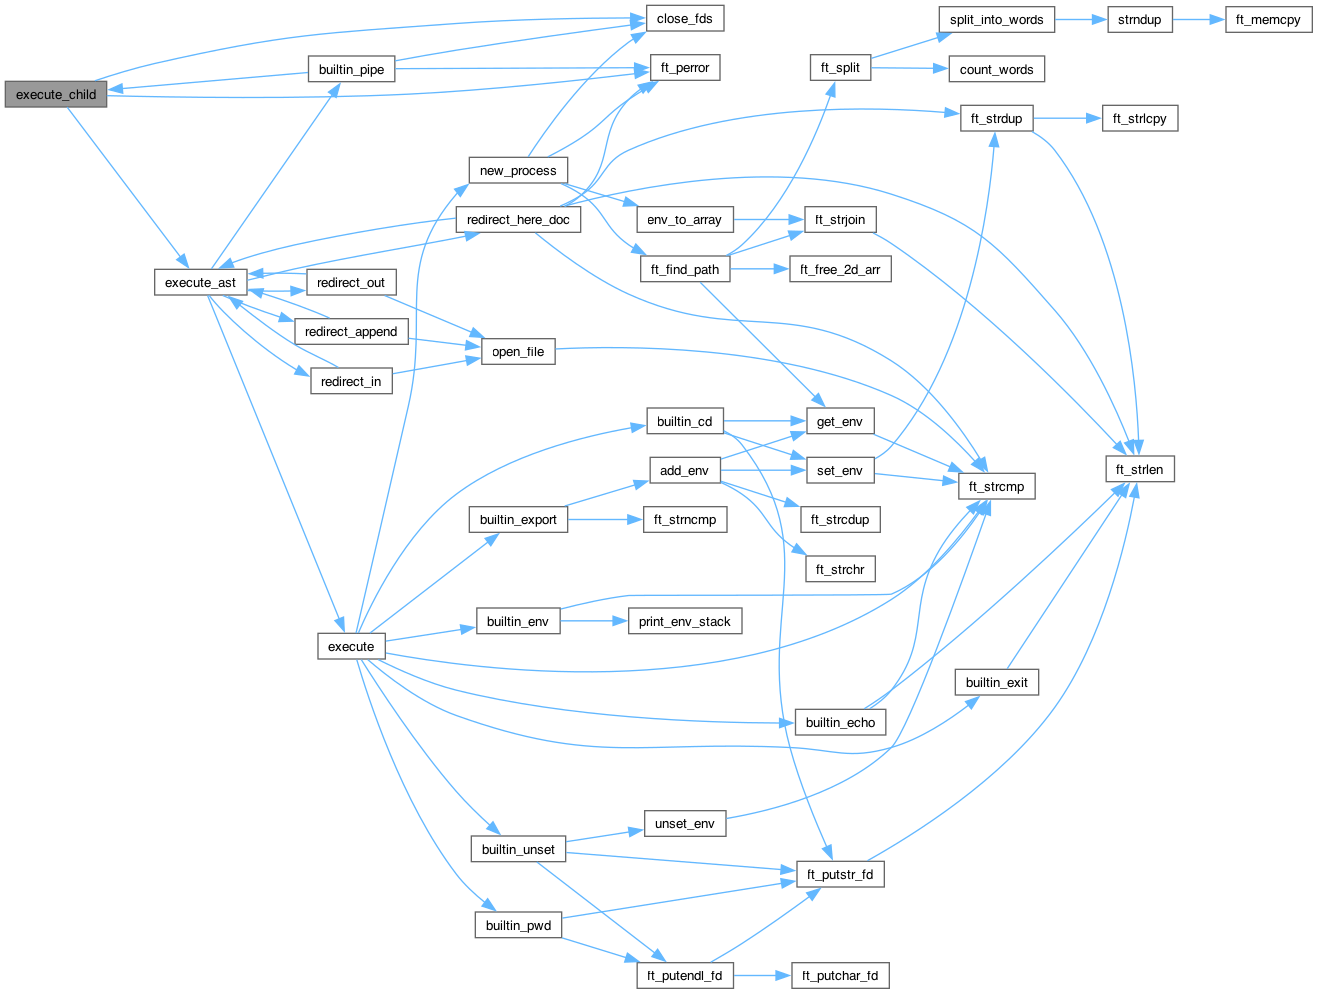 close_fds
split_into_words
strndup
ft_memcpy
builtin_pipe
ft_perror
ft_split
count_words
execute_child
ft_strdup
ft_strlcpy
new_process
redirect_here_doc
env_to_array
ft_strjoin
execute_ast
redirect_out
ft_find_path
ft_free_2d_arr
redirect_append
open_file
redirect_in
builtin_cd
get_env
add_env
set_env
ft_strlen
ft_strcmp
builtin_export
ft_strncmp
ft_strcdup
ft_strchr
builtin_env
print_env_stack
execute
builtin_exit
builtin_echo
unset_env
builtin_unset
ft_putstr_fd
builtin_pwd
ft_putendl_fd
ft_putchar_fd